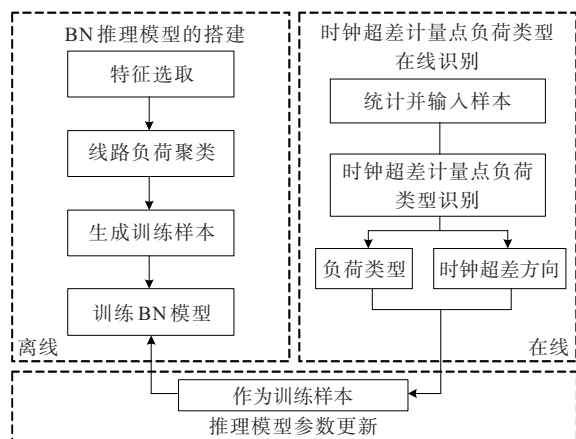 BN推理模型的搭建
特征选取
线路负荷聚类
生成训练样本
训练BN模型
离线
时钟超差计量点负荷类型
在线识别
统计并输入样本
时钟超差计量点负荷
类型识别
负荷类型
时钟超差方向
在线
作为训练样本
推理模型参数更新